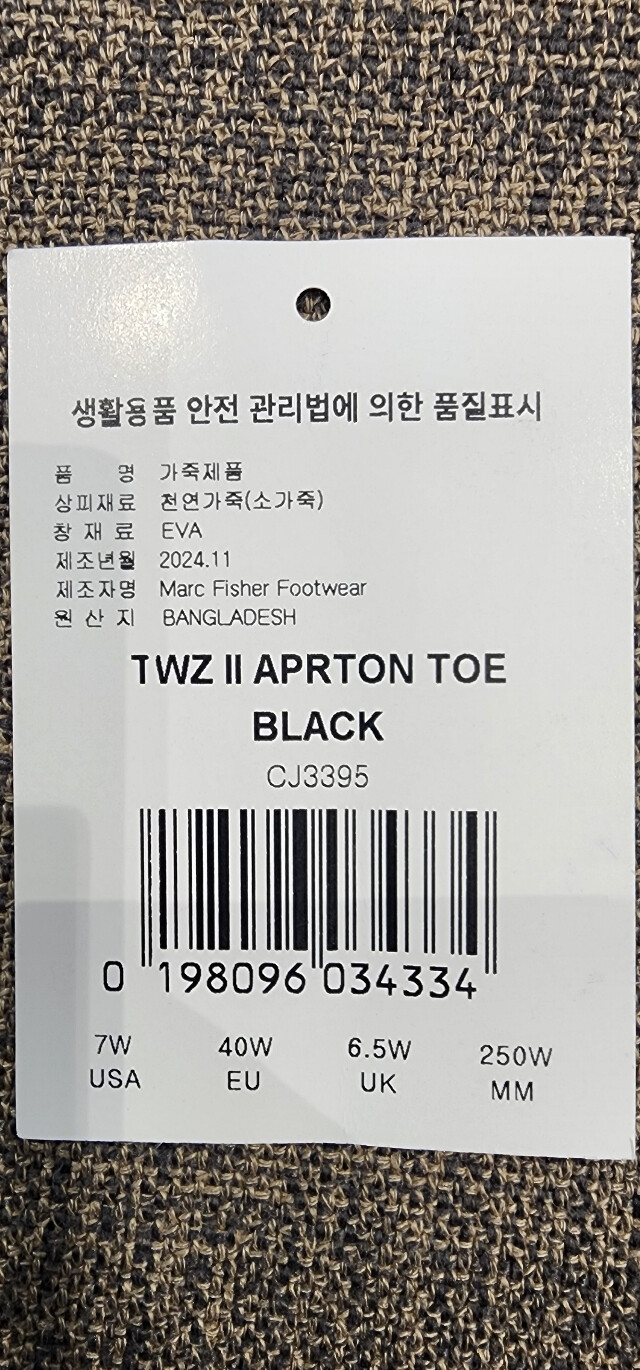 생활용품 안전 관리법에 의한 품질표시
품 명 가죽제품
상피재료 천연가죽(소가죽)
창 재 료 EVA
제조년월 2024.11
제조자명 Marc Fisher Footwear
원 산 지 BANGLADESH
TWZ II APRTON TOE
BLACK
CJ3395
0 198096 034334
7W 40W 6.5W 250W
USA EU UK MM